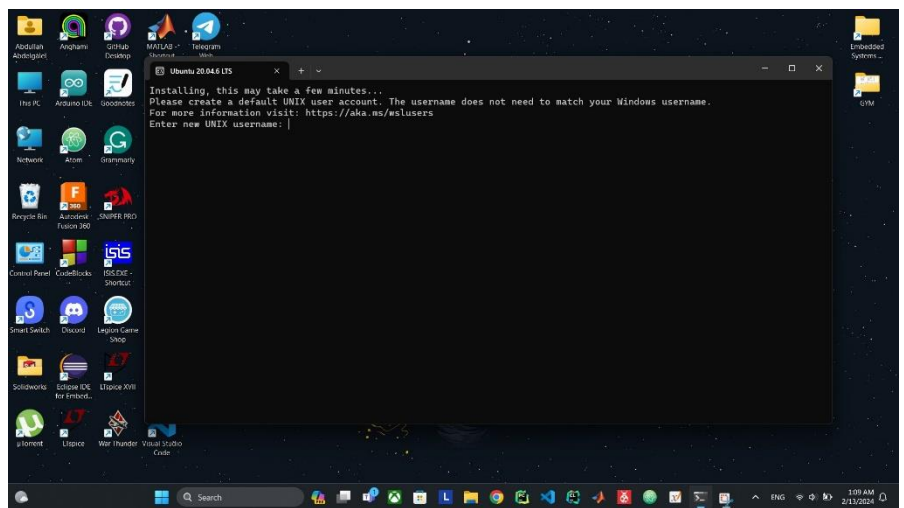 Abdullah
Abdelgalel
Anghami
GitHub
Desktop
MATLAB -
Shortcut
Telegram
Web
Embedded
Systems ...
This PC
Arduino IDE
Goodnotes
GYM
Network
Atom
Grammarly
Recycle Bin
Autodesk
Fusion 360
SNIPER PRO
Control Panel
CodeBlocks
isis
ISIS.EXE -
Shortcut
Smart Switch
Discord
Legion Game
Shop
Solidworks
Eclipse IDE
for Embed...
LTspice XVII
µTorrent
LTspice
War Thunder
Visual Studio
Code
Ubuntu 20.04.6 LTS
Installing, this may take a few minutes...
Please create a default UNIX user account. The username does not need to match your Windows username.
For more information visit: https://aka.ms/wslusers
Enter new UNIX username:
Search
ENG
1:09 AM
2/13/2024